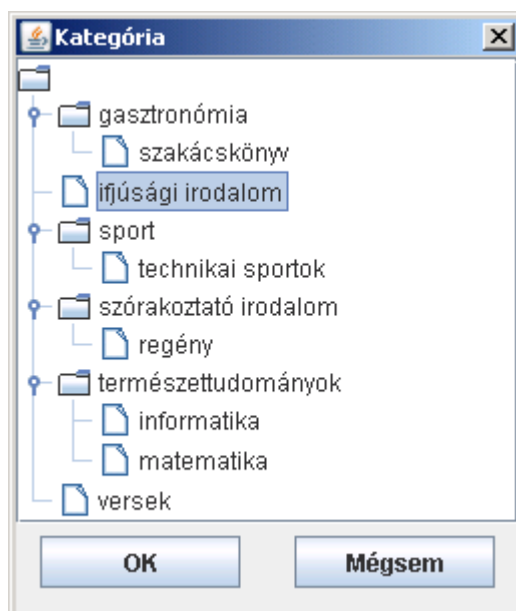 Kategória
gasztronómia
szakácskönyv
ifjúsági irodalom
sport
technikai sportok
szórakoztató irodalom
regény
természettudományok
informatika
matematika
versek
OK Mégsem